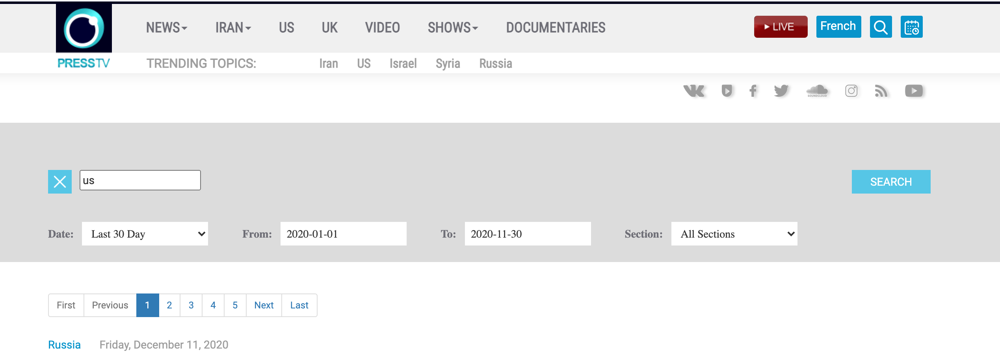 NEWS IRAN US UK VIDEO SHOWS DOCUMENTARIES LIVE French
PRESSTV TRENDING TOPICS: Iran US Israel Syria Russia
SOUNDCLOUD
us SEARCH
Date: Last 30 Day From: 2020-01-01 To: 2020-11-30 Section: All Sections
First Previous 1 2 3 4 5 Next Last
Russia Friday, December 11, 2020